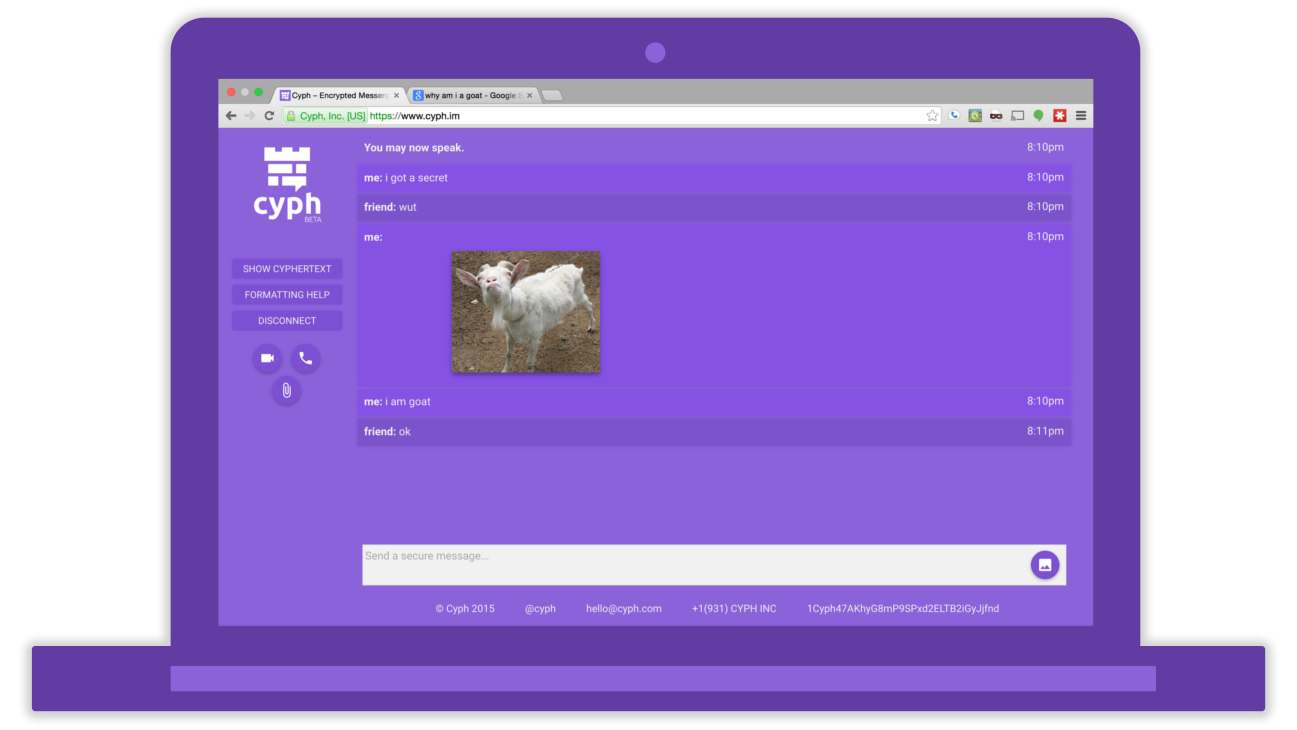 Cyph – Encrypted Messen
why am i a goat - Google
Cyph, Inc. [US] https://www.cyph.im
cyph
BETA
SHOW CYPHERTEXT
FORMATTING HELP
DISCONNECT
You may now speak. 8:10pm
me: i got a secret 8:10pm
friend: wut 8:10pm
me: 8:10pm
me: i am goat 8:10pm
friend: ok 8:11pm
Send a secure message...
© Cyph 2015 @cyph hello@cyph.com +1(931) CYPH INC 1Cyph47AKhyG8mP9SPxd2ELTB2iGyJjfnd